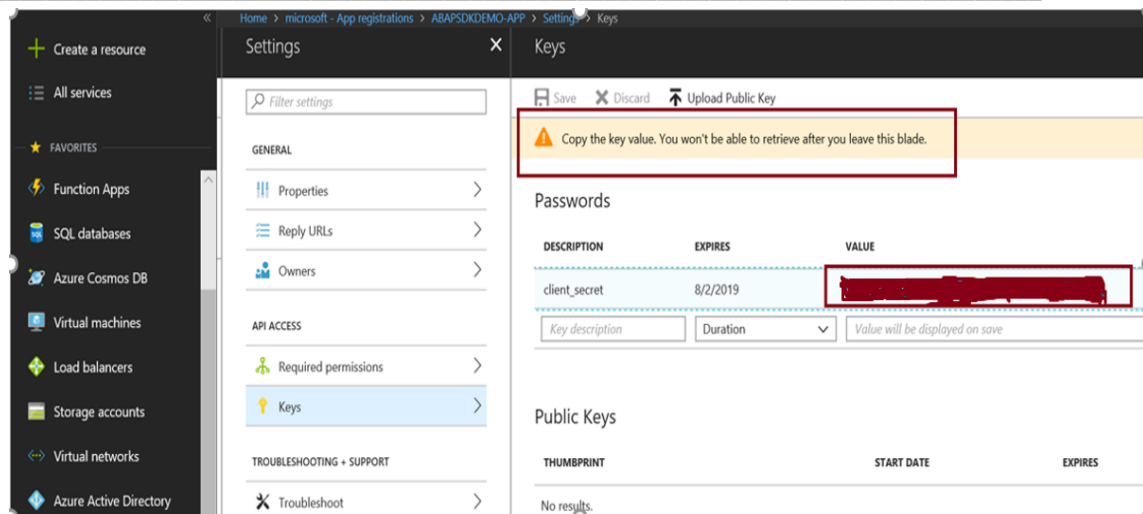 Home > microsoft - App registrations > ABAPSDKDEMO-APP > Settings > Keys
Create a resource
All services
FAVORITES
Function Apps
SQL databases
Azure Cosmos DB
Virtual machines
Load balancers
Storage accounts
Virtual networks
Azure Active Directory
Settings
Filter settings
GENERAL
Properties
Reply URLs
Owners
API ACCESS
Required permissions
Keys
TROUBLESHOOTING + SUPPORT
Troubleshoot
Keys
Save Discard Upload Public Key
Copy the key value. You won't be able to retrieve after you leave this blade.
Passwords
DESCRIPTION EXPIRES VALUE
client_secret 8/2/2019
Key description Duration Value will be displayed on save
Public Keys
THUMBPRINT START DATE EXPIRES
No results.